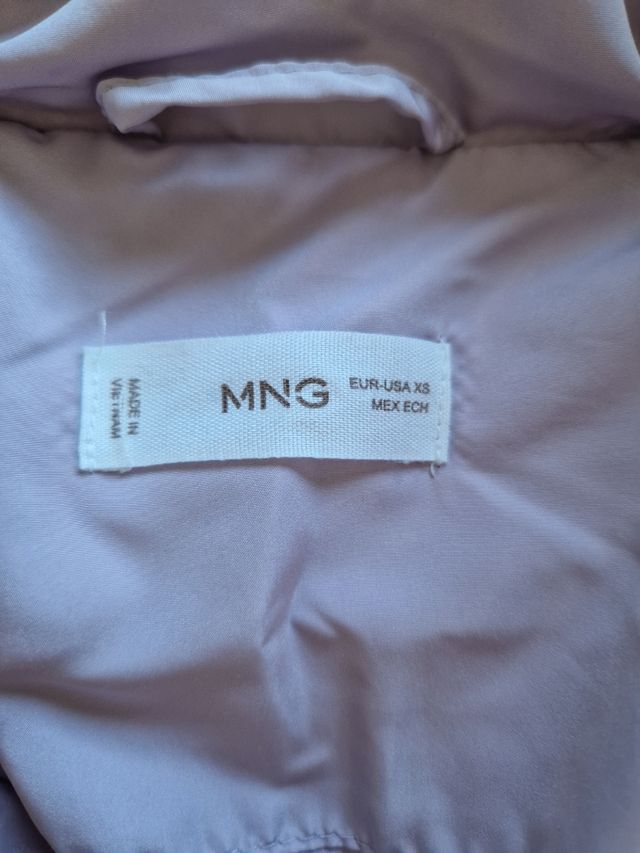 MADE IN
VIETNAM
MNG
EUR-USA XS
MEX ECH